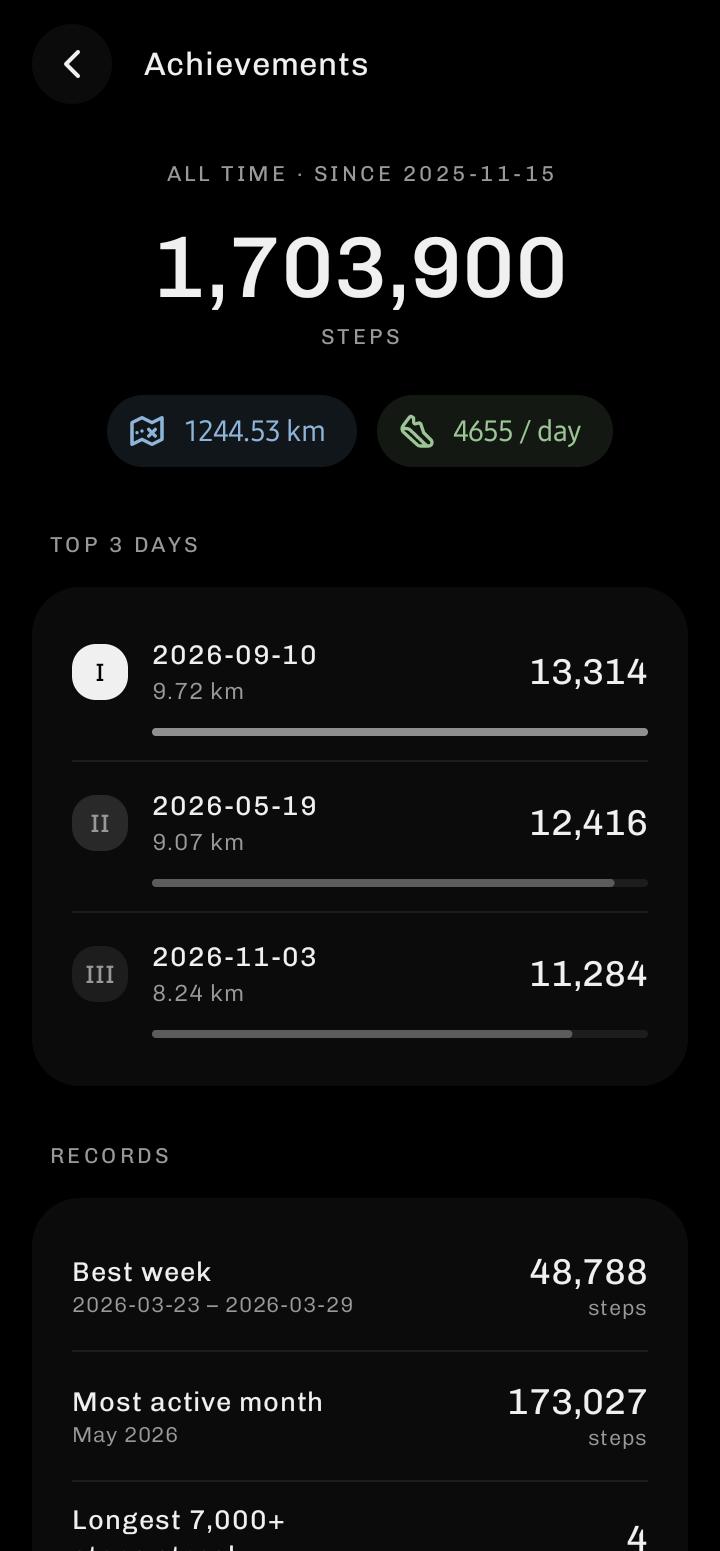 Achievements
ALL TIME · SINCE 2025-11-15
1,703,900
STEPS
1244.53 km
4655 / day
TOP 3 DAYS
I
2026-09-10
13,314
9.72 km
II
2026-05-19
12,416
9.07 km
III
2026-11-03
11,284
8.24 km
RECORDS
Best week
48,788
2026-03-23 – 2026-03-29
steps
Most active month
173,027
May 2026
steps
Longest 7,000+
4